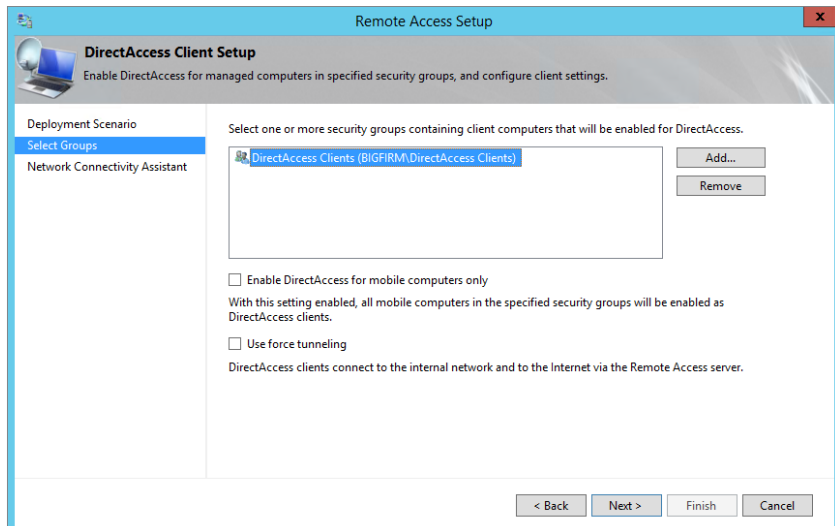 Remote Access Setup
x
DirectAccess Client Setup
Enable DirectAccess for managed computers in specified security groups, and configure client settings.
Deployment Scenario
Select Groups
Network Connectivity Assistant
Select one or more security groups containing client computers that will be enabled for DirectAccess.
DirectAccess Clients (BIGFIRM\DirectAccess Clients)
Add...
Remove
Enable DirectAccess for mobile computers only
With this setting enabled, all mobile computers in the specified security groups will be enabled as
DirectAccess clients.
Use force tunneling
DirectAccess clients connect to the internal network and to the Internet via the Remote Access server.
< Back
Next >
Finish
Cancel